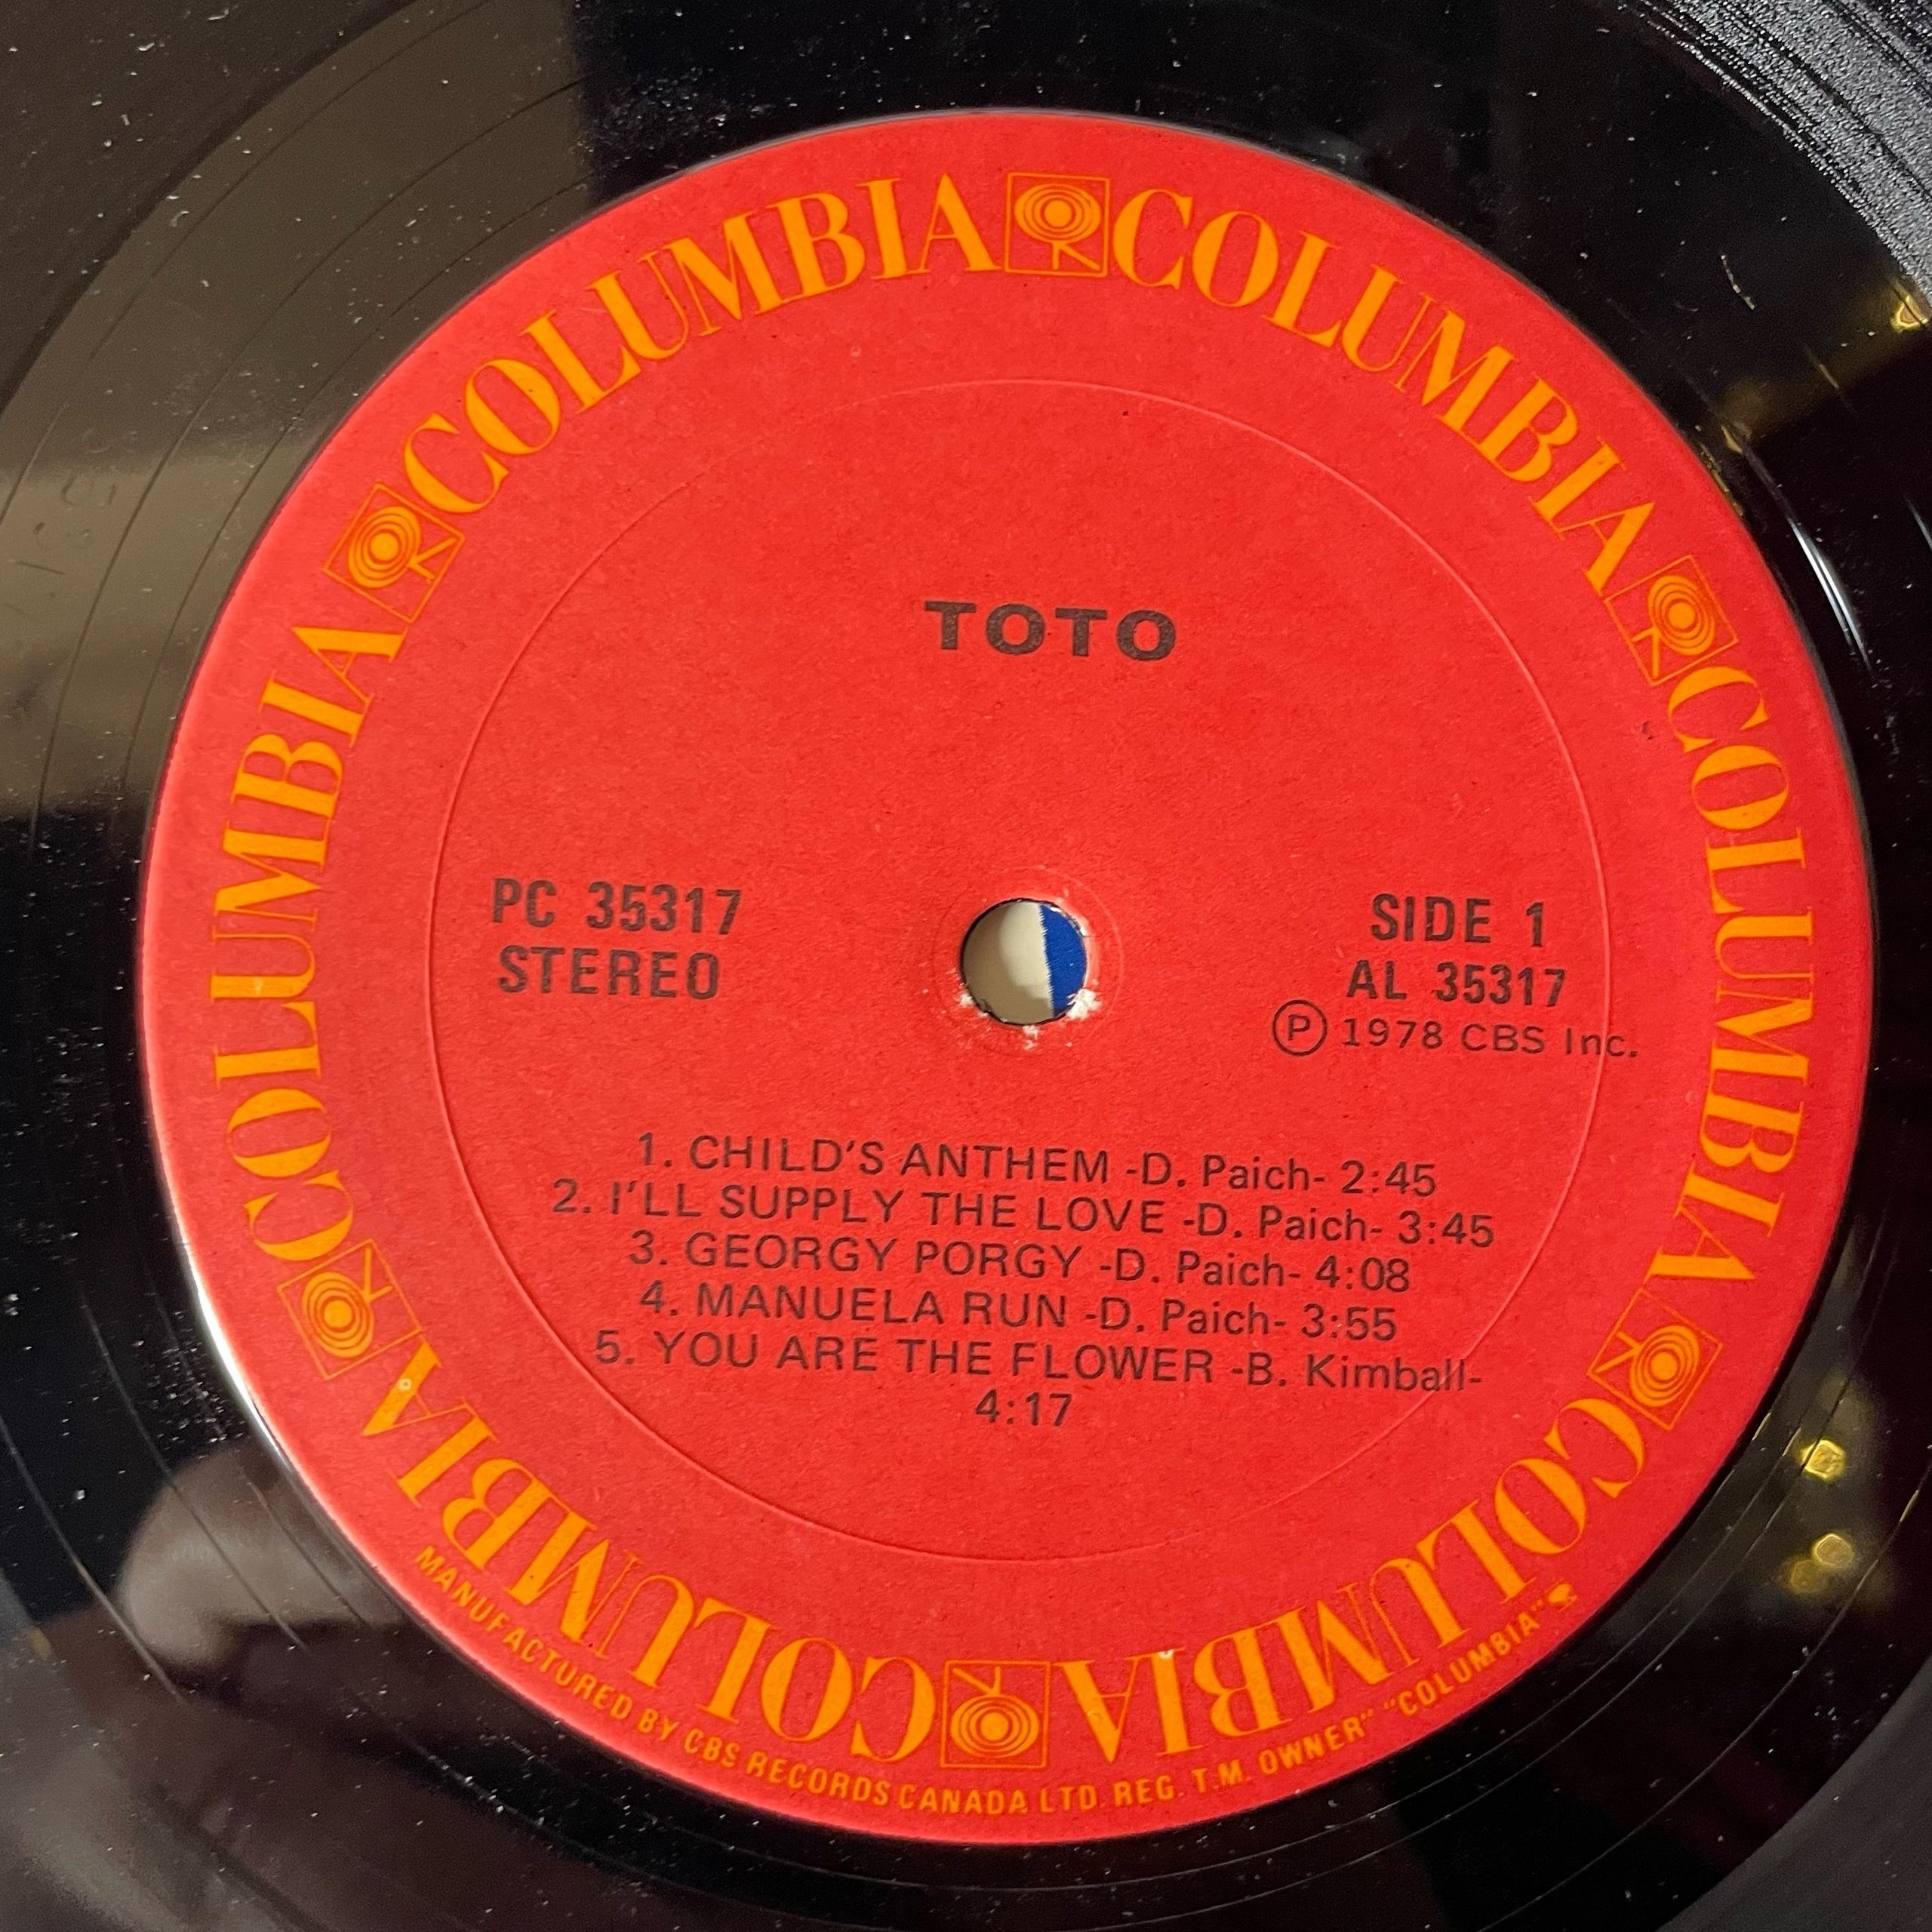 COLUMBIA COLUMBIA COLUMBIA COLUMBIA COLUMBIA COLUMBIA
TOTO
PC 35317
STEREO
SIDE 1
AL 35317
Ⓟ 1978 CBS Inc.
1. CHILD'S ANTHEM -D. Paich- 2:45
2. I'LL SUPPLY THE LOVE -D. Paich- 3:45
3. GEORGY PORGY -D. Paich- 4:08
4. MANUELA RUN -D. Paich- 3:55
5. YOU ARE THE FLOWER -B. Kimball-
4:17
MANUFACTURED BY CBS RECORDS CANADA LTD. REG. T.M. OWNER" "COLUMBIA"